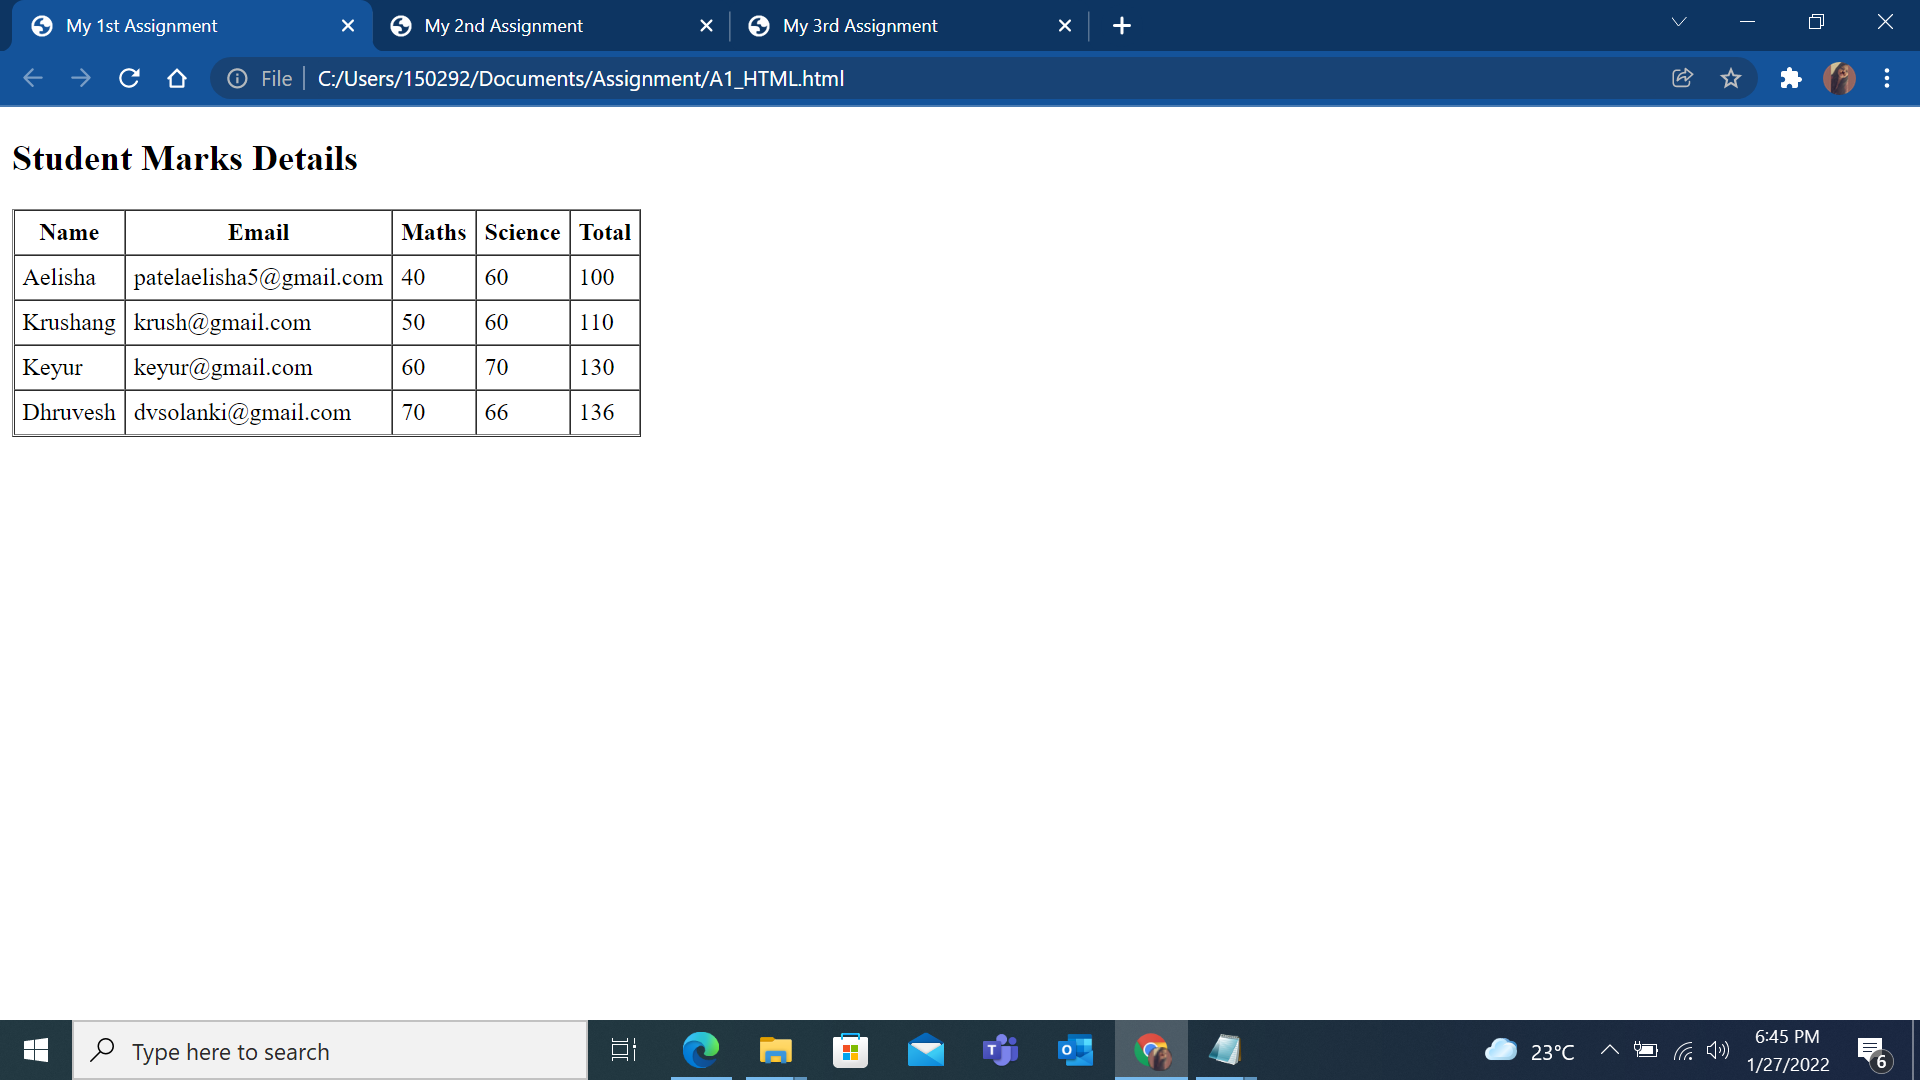 My 1st Assignment
My 2nd Assignment
My 3rd Assignment
File C:/Users/150292/Documents/Assignment/A1_HTML.html
Student Marks Details
Name Email Maths Science Total
Aelisha patelaelisha5@gmail.com 40 60 100
Krushang krush@gmail.com 50 60 110
Keyur keyur@gmail.com 60 70 130
Dhruvesh dvsolanki@gmail.com 70 66 136
Type here to search
23°C
6:45 PM
1/27/2022
6